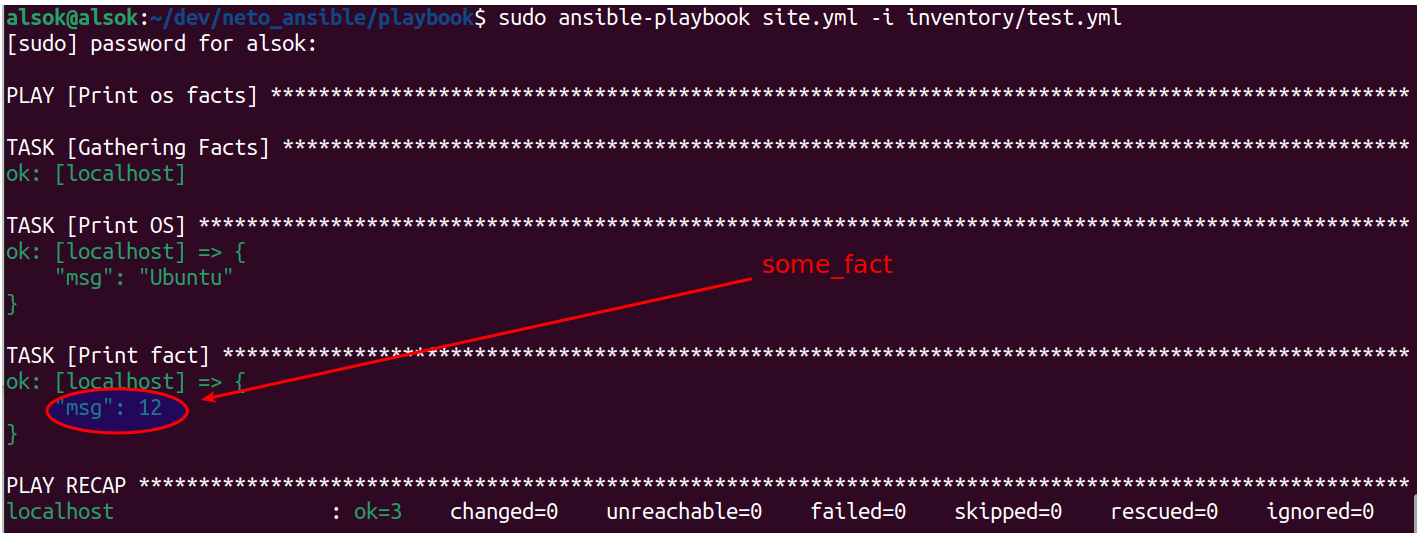 alsok@alsok:~/dev/neto_ansible/playbook$ sudo ansible-playbook site.yml -i inventory/test.yml
[sudo] password for alsok:
PLAY [Print os facts] ***********************************************************************************************
TASK [Gathering Facts] **********************************************************************************************
ok: [localhost]
TASK [Print OS] *****************************************************************************************************
ok: [localhost] => {
    "msg": "Ubuntu"
}
some_fact
TASK [Print fact] ***************************************************************************************************
ok: [localhost] => {
    "msg": 12
}
PLAY RECAP **********************************************************************************************************
localhost                  : ok=3    changed=0    unreachable=0    failed=0    skipped=0    rescued=0    ignored=0